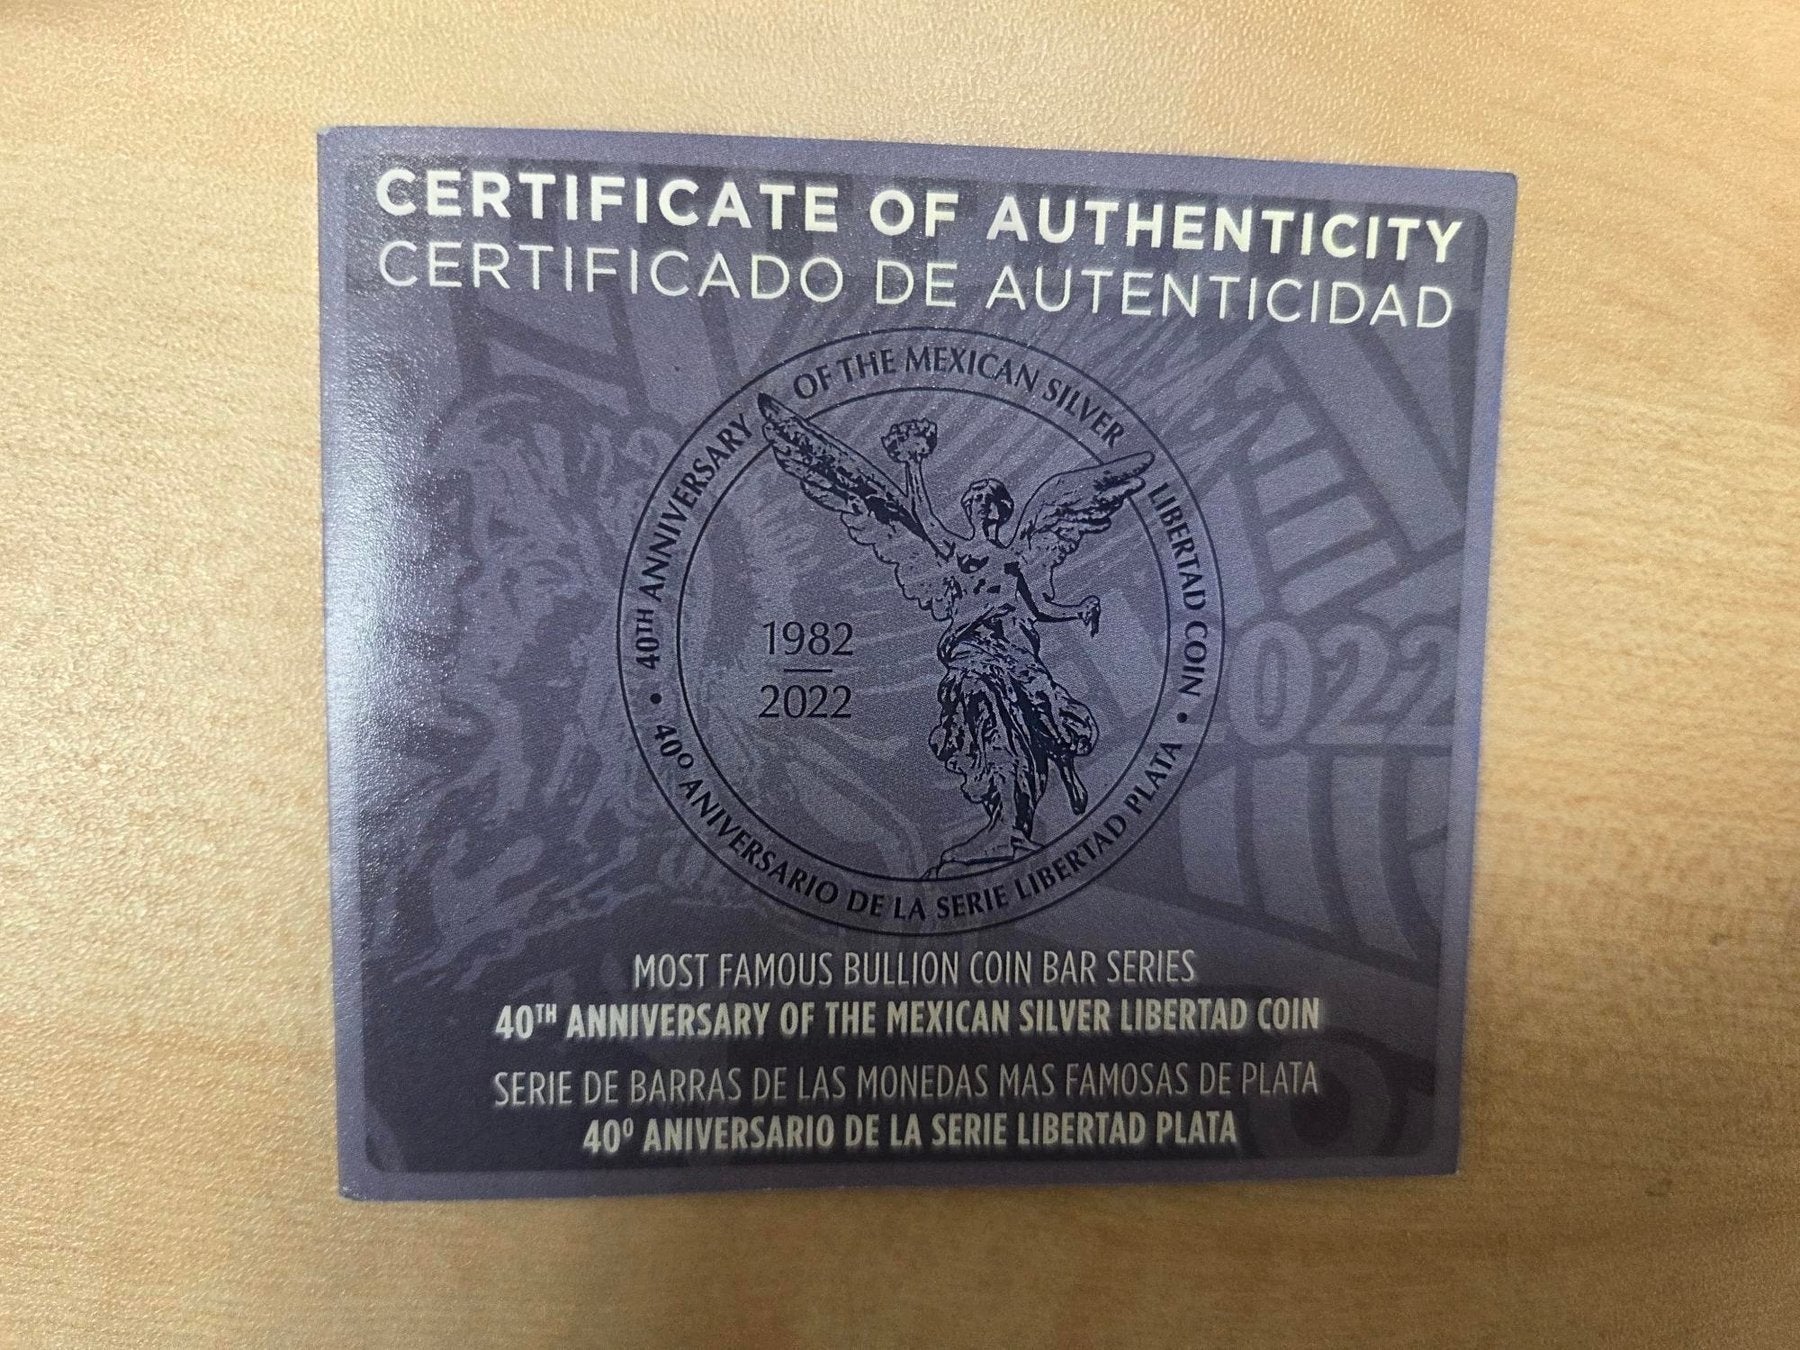 CERTIFICATE OF AUTHENTICITY
CERTIFICADO DE AUTENTICIDAD
• 40TH ANNIVERSARY OF THE MEXICAN SILVER LIBERTAD COIN •
1982
2022
40º ANIVERSARIO DE LA SERIE LIBERTAD PLATA
2022
MOST FAMOUS BULLION COIN BAR SERIES
40TH ANNIVERSARY OF THE MEXICAN SILVER LIBERTAD COIN
SERIE DE BARRAS DE LAS MONEDAS MAS FAMOSAS DE PLATA
40º ANIVERSARIO DE LA SERIE LIBERTAD PLATA